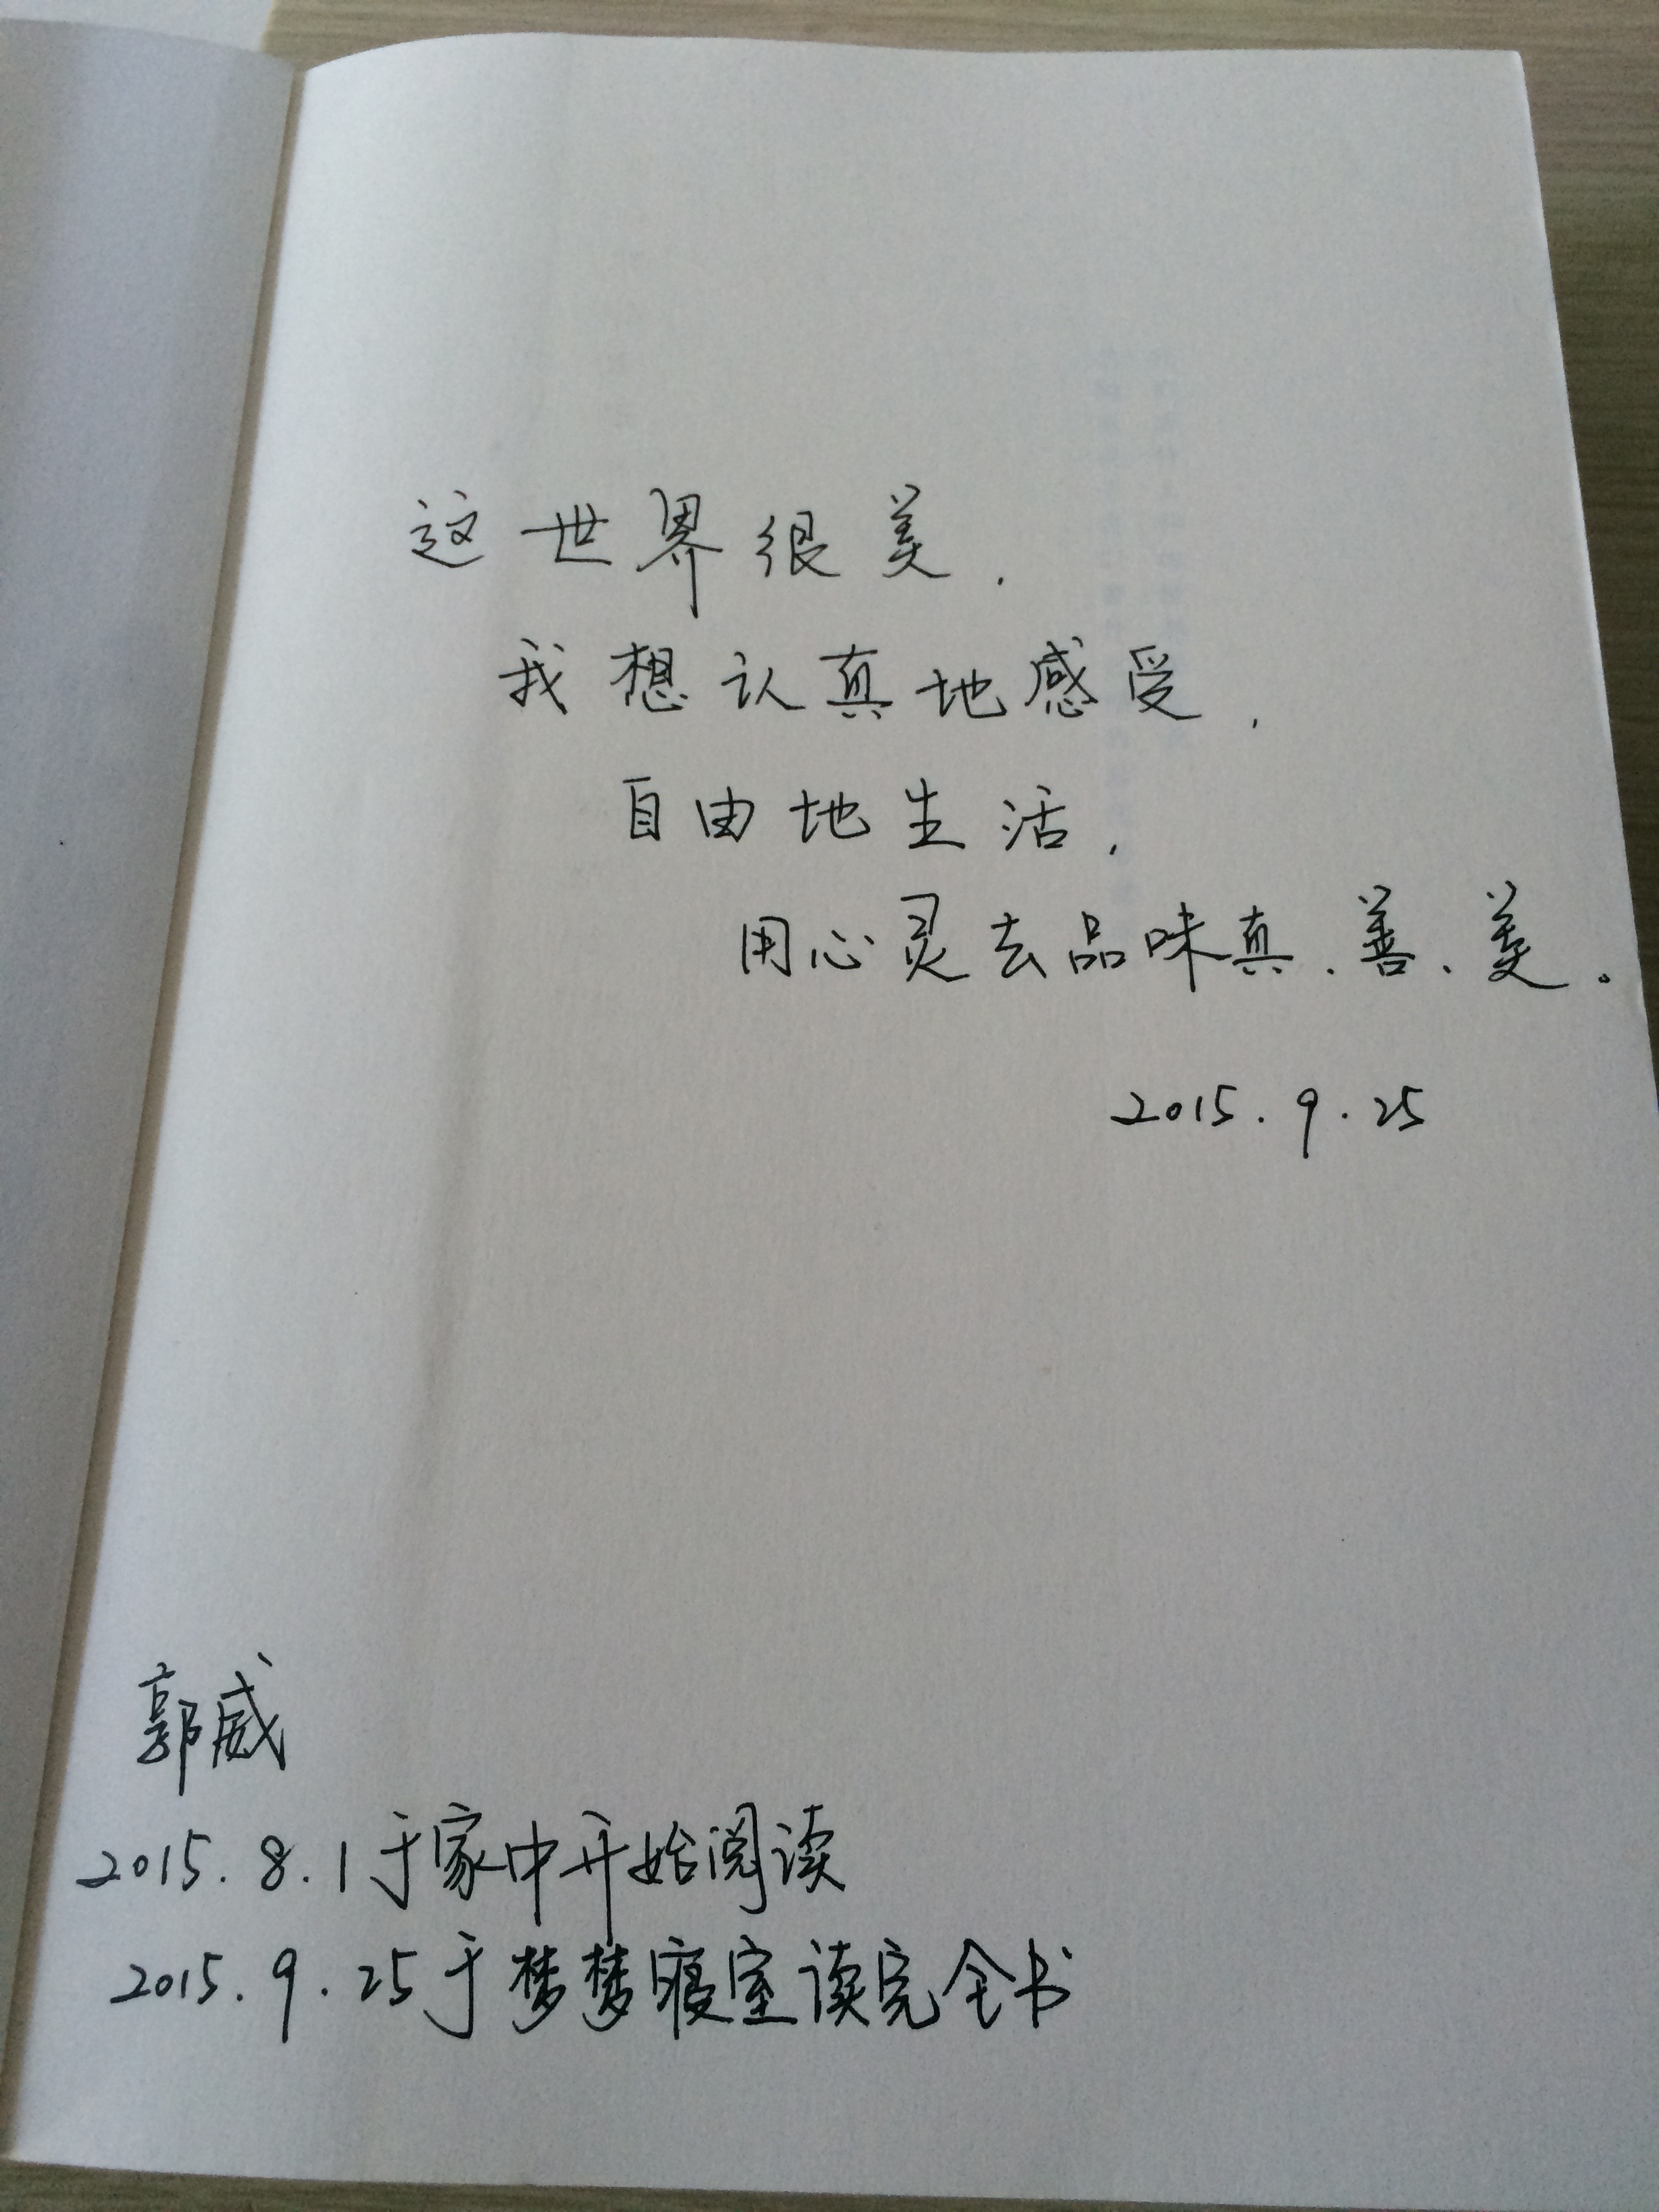 这世界很美，
我想认真地感受，
自由地生活，
用心灵去品味真、善、美。
2015.9.25
郭威
2015.8.1于家中开始阅读
2015.9.25于梦梦寝室读完全书